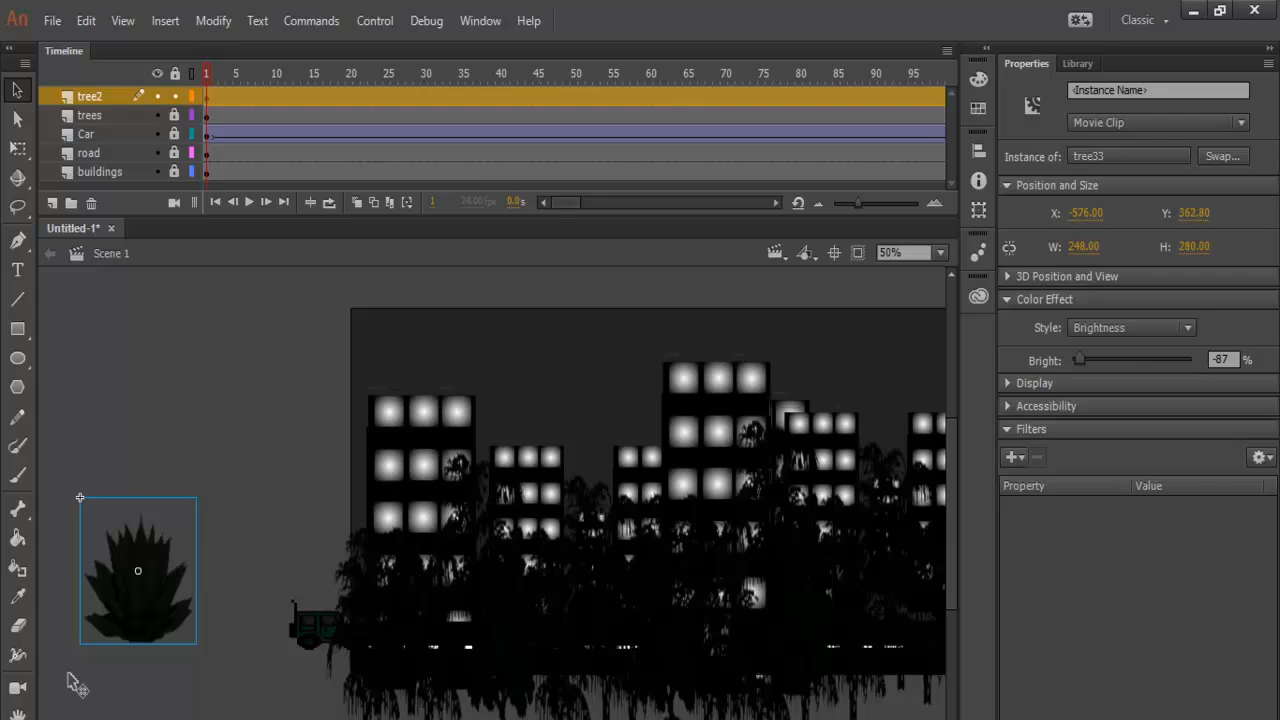 An File Edit View Insert Modify Text Commands Control Debug Window Help Classic
Timeline
1 5 10 15 20 25 30 35 40 45 50 55 60 65 70 75 80 85 90 95
tree2
trees
Car
road
buildings
1 24.00 fps 0.0 s
Untitled-1*
Scene 1 50%
Properties Library
<Instance Name>
Movie Clip
Instance of: tree33 Swap...
Position and Size
X: -576.00 Y: 362.80
W: 248.00 H: 280.00
3D Position and View
Color Effect
Style: Brightness
Bright: -87 %
Display
Accessibility
Filters
Property Value